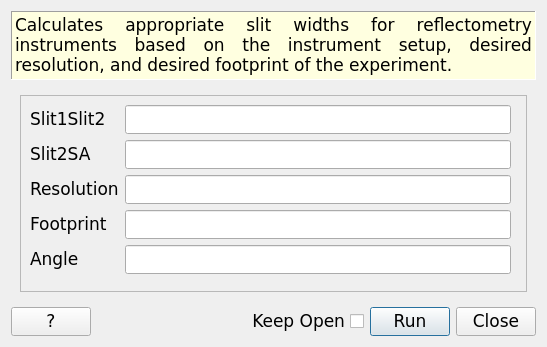 Calculates appropriate slit widths for reflectometry
instruments based on the instrument setup, desired
resolution, and desired footprint of the experiment.
Slit1Slit2
Slit2SA
Resolution
Footprint
Angle
? Keep Open Run Close